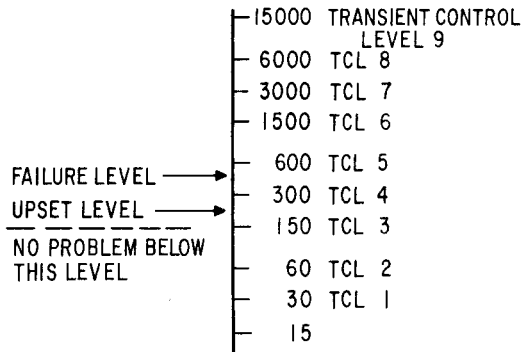 15000 TRANSIENT CONTROL
LEVEL 9
6000 TCL 8
3000 TCL 7
1500 TCL 6
600 TCL 5
FAILURE LEVEL
300 TCL 4
UPSET LEVEL
150 TCL 3
NO PROBLEM BELOW
THIS LEVEL
60 TCL 2
30 TCL 1
15